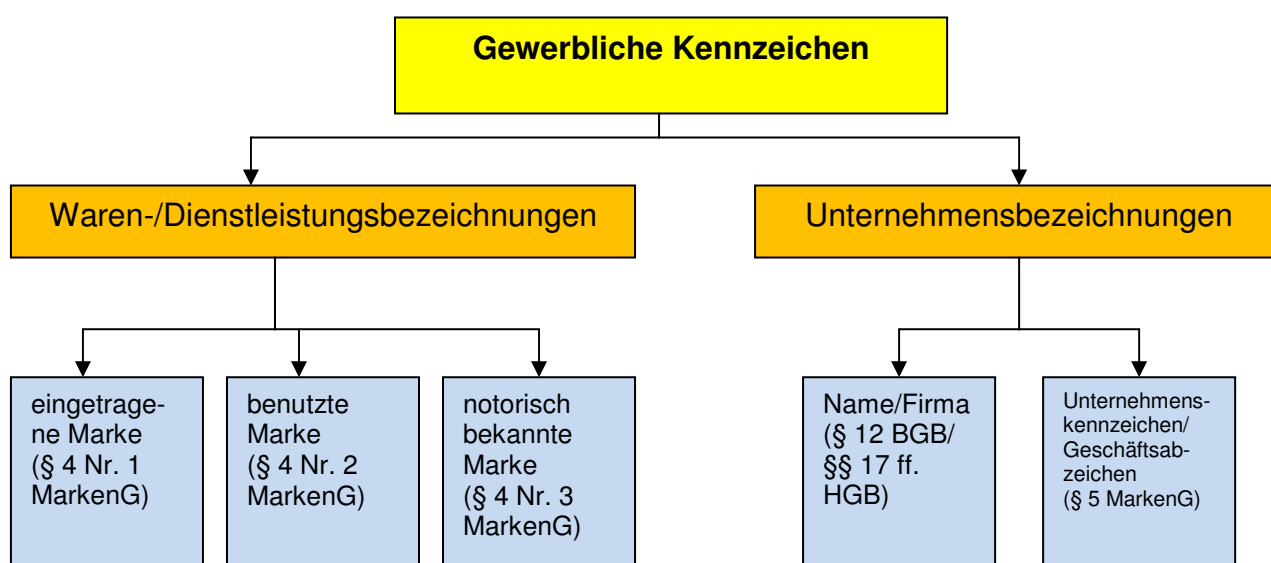 Gewerbliche Kennzeichen
Waren-/Dienstleistungsbezeichnungen
Unternehmensbezeichnungen
eingetrage-
ne Marke
(§ 4 Nr. 1
MarkenG)
benutzte
Marke
(§ 4 Nr. 2
MarkenG)
notorisch
bekannte
Marke
(§ 4 Nr. 3
MarkenG)
Name/Firma
(§ 12 BGB/
§§ 17 ff.
HGB)
Unternehmens-
kennzeichen/
Geschäftsab-
zeichen
(§ 5 MarkenG)